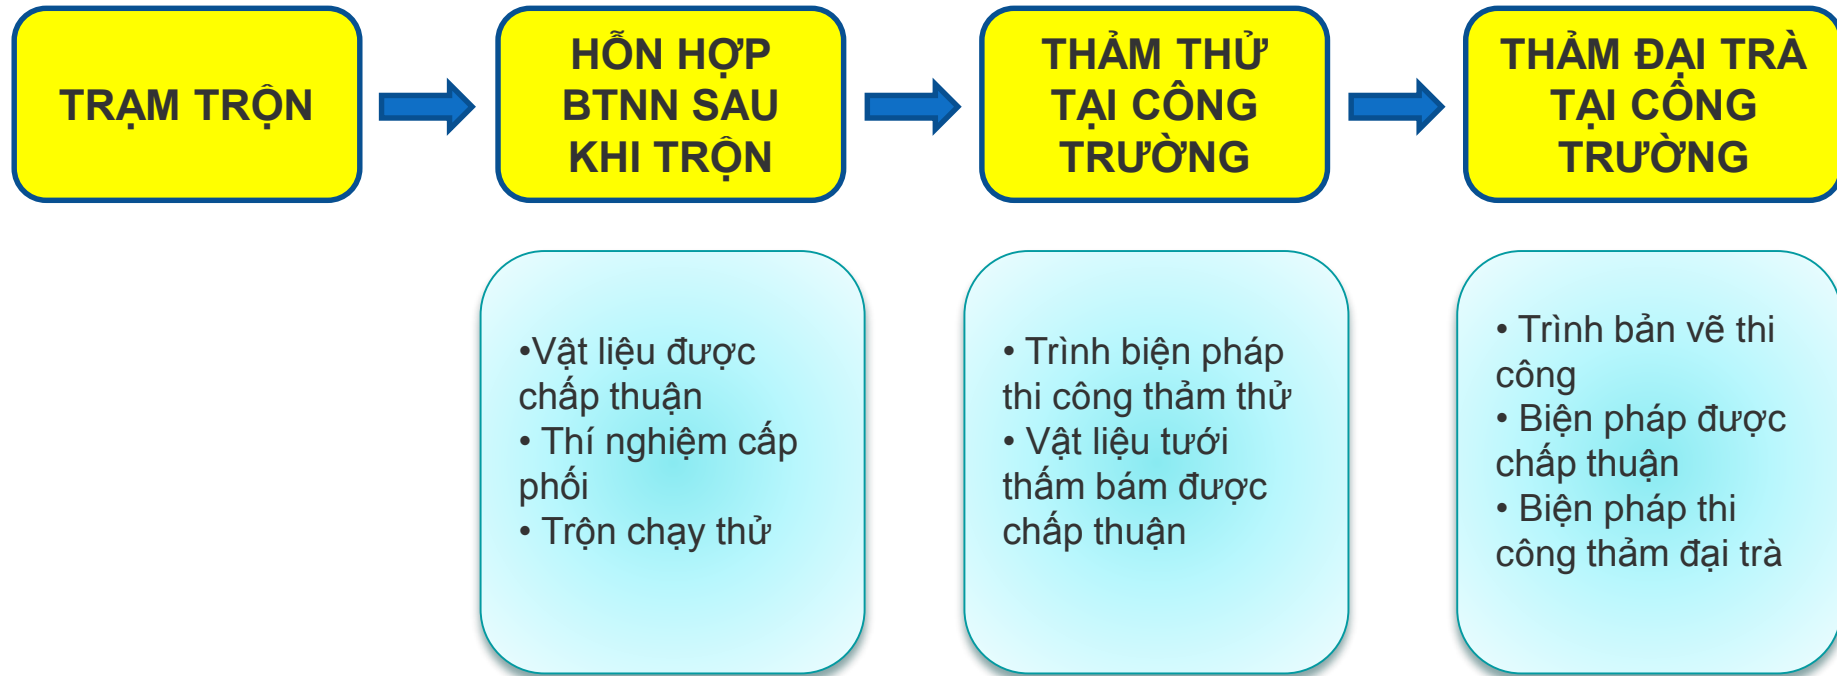 TRẠM TRỘN
HỖN HỢP
BTNN SAU
KHI TRỘN
THẢM THỬ
TẠI CÔNG
TRƯỜNG
THẢM ĐẠI TRÀ
TẠI CÔNG
TRƯỜNG
•Vật liệu được
chấp thuận
• Thí nghiệm cấp
phối
• Trộn chạy thử
• Trình biện pháp
thi công thảm thử
• Vật liệu tưới
thấm bám được
chấp thuận
• Trình bản vẽ thi
công
• Biện pháp được
chấp thuận
• Biện pháp thi
công thảm đại trà